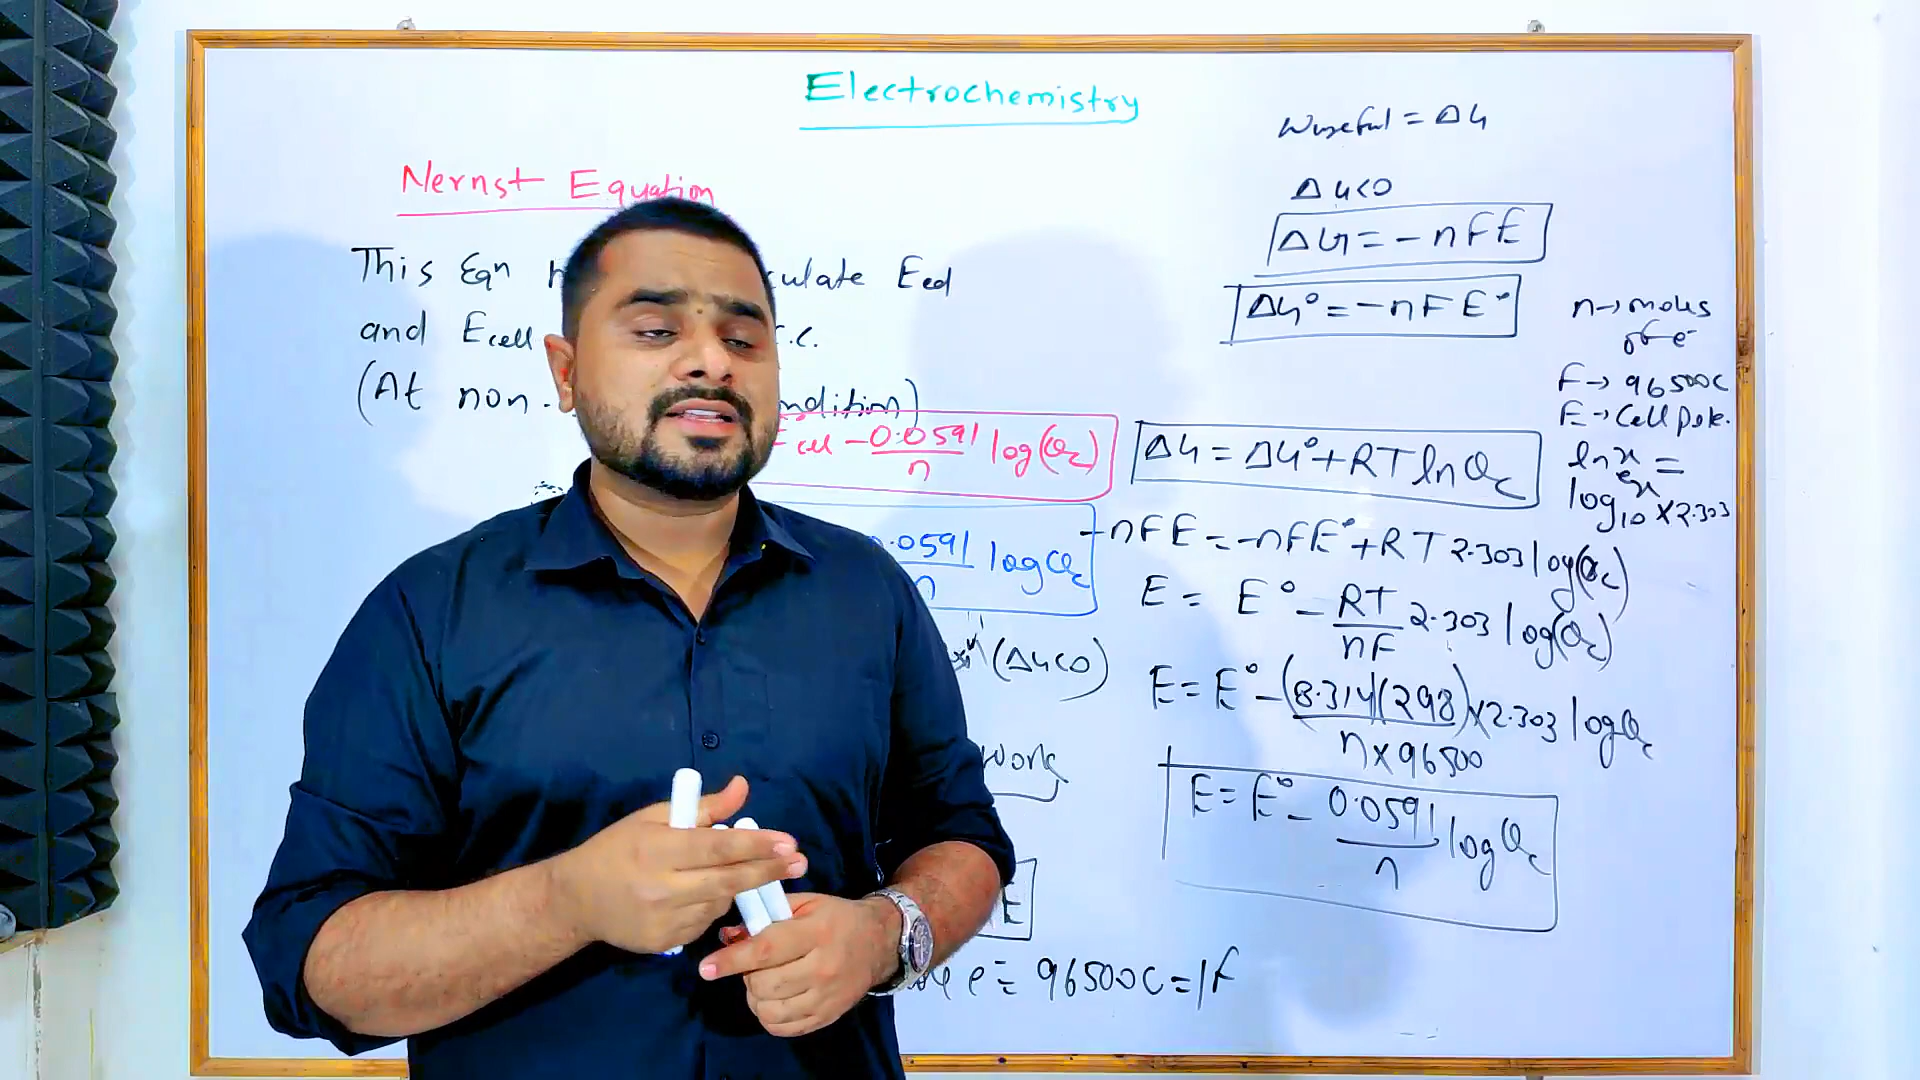 Electrochemistry
Nernst Equation
This Eqn culate Ecell
and Ecell .C.
(At non. ndition)
Ecell - 0.0591/n log(Qc)
0.0591/n log Qc
(ΔG<0)
work
E
e⁻ = 96500C = 1F
Wuseful = ΔG
ΔG<0
ΔG = -nFE
ΔG° = -nFE°
n→moles
of e⁻
F→ 96500C
E→Cell Pote.
ln x =
log₁₀ x × 2.303
ΔG = ΔG° + RT ln Qc
-nFE = -nFE° + RT 2.303 log(Qc)
E = E° - RT/nF 2.303 log(Qc)
E = E° - (8.314)(298)/n×96500 × 2.303 log Qc
E = E° - 0.0591/n log Qc